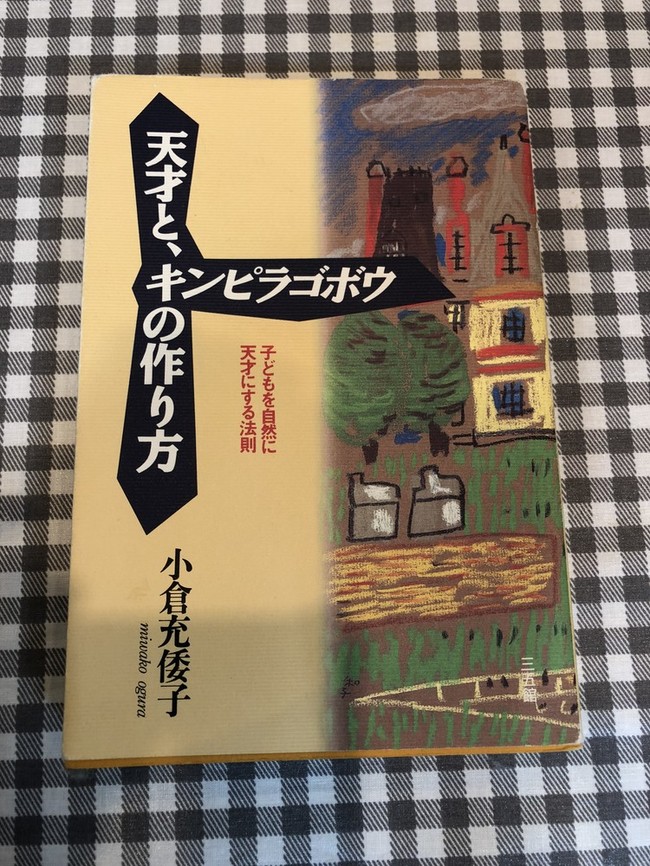 天才と、キンピラゴボウの作り方
子どもを自然に
天才にする法則
小倉充倭子
miwako ogura
三五館